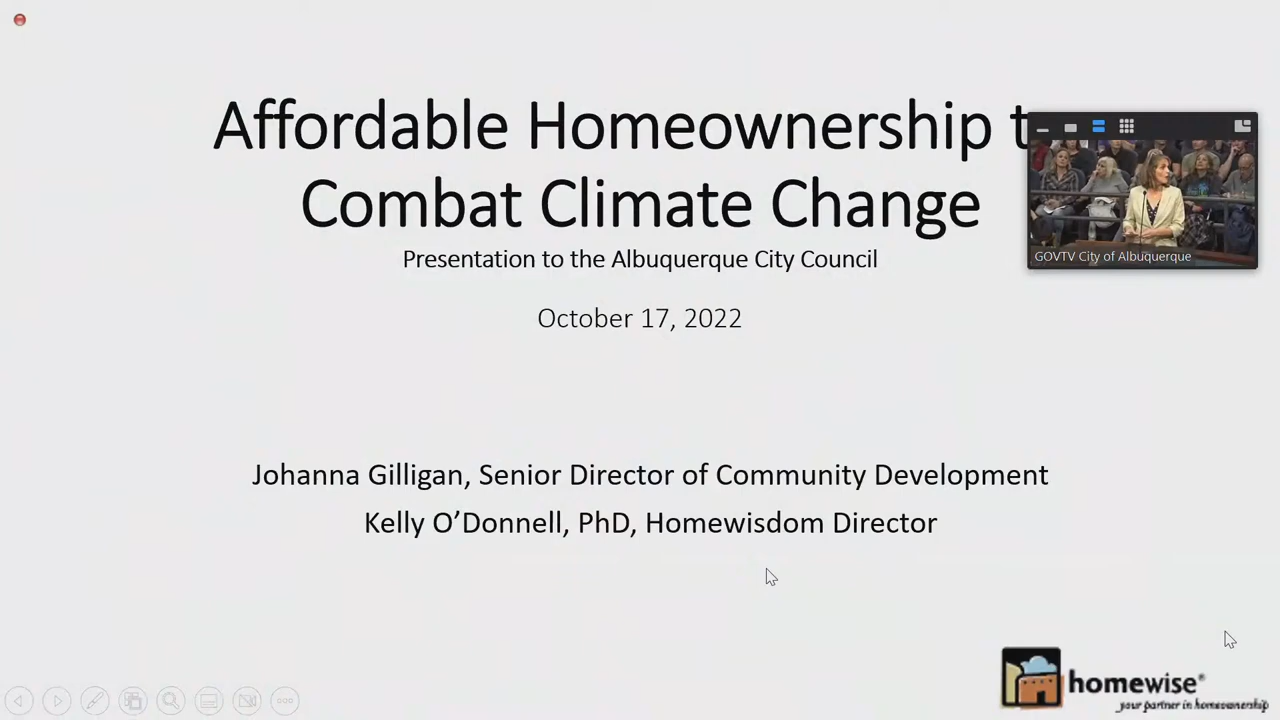 Affordable Homeownership t
Combat Climate Change
Presentation to the Albuquerque City Council
October 17, 2022
GOVTV City of Albuquerque
Johanna Gilligan, Senior Director of Community Development
Kelly O’Donnell, PhD, Homewisdom Director
homewise®
your partner in homeownership